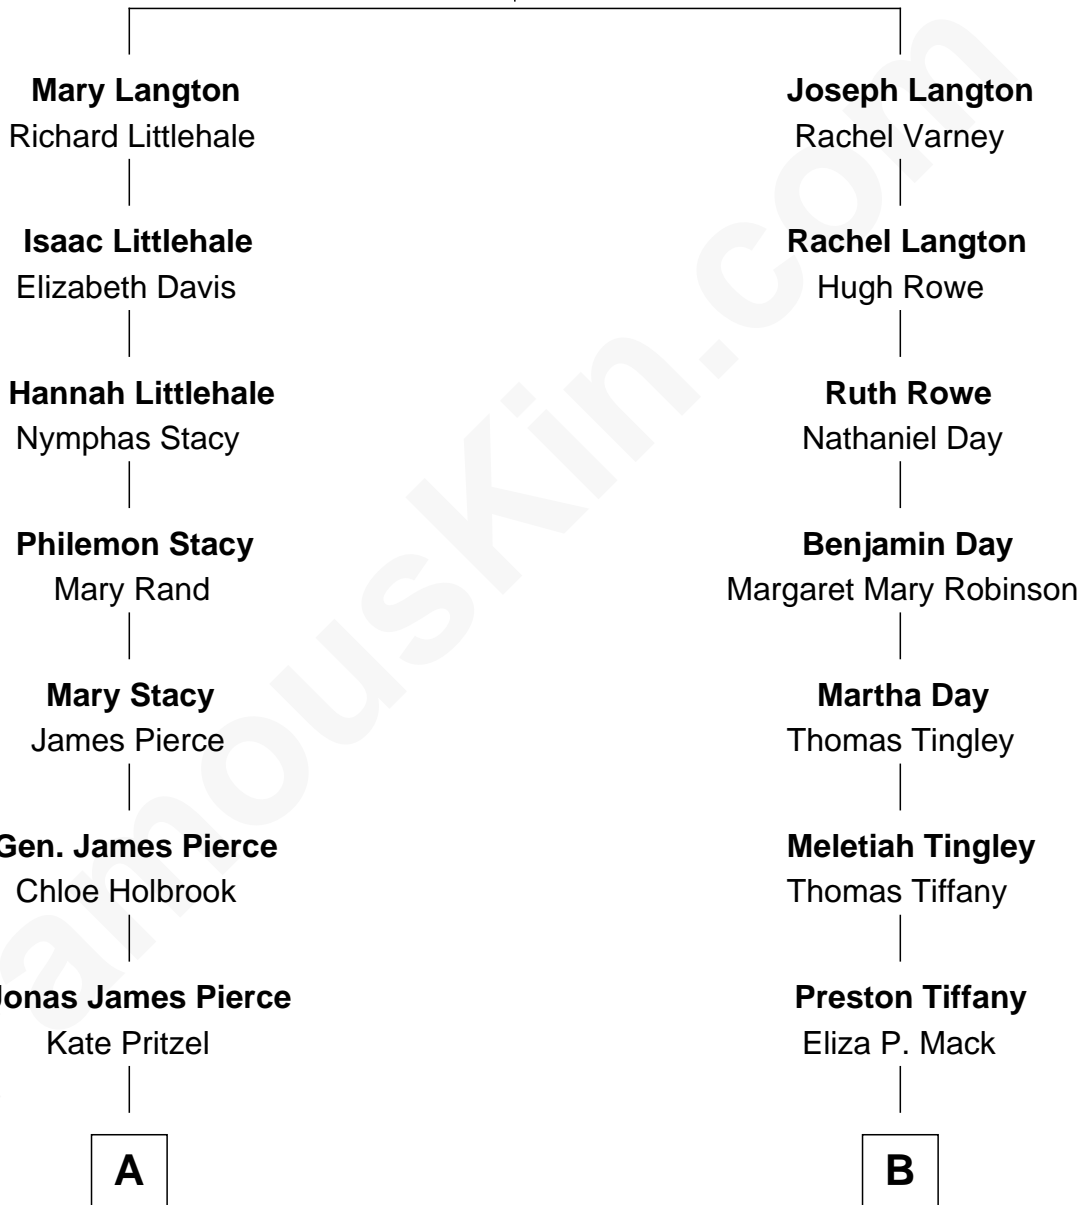 Mary Langton
Richard Littlehale
Isaac Littlehale
Elizabeth Davis
Hannah Littlehale
Nymphas Stacy
Philemon Stacy
Mary Rand
Mary Stacy
James Pierce
Gen. James Pierce
Chloe Holbrook
Jonas James Pierce
Kate Pritzel
A
Joseph Langton
Rachel Varney
Rachel Langton
Hugh Rowe
Ruth Rowe
Nathaniel Day
Benjamin Day
Margaret Mary Robinson
Martha Day
Thomas Tingley
Meletiah Tingley
Thomas Tiffany
Preston Tiffany
Eliza P. Mack
B
amouskin.com